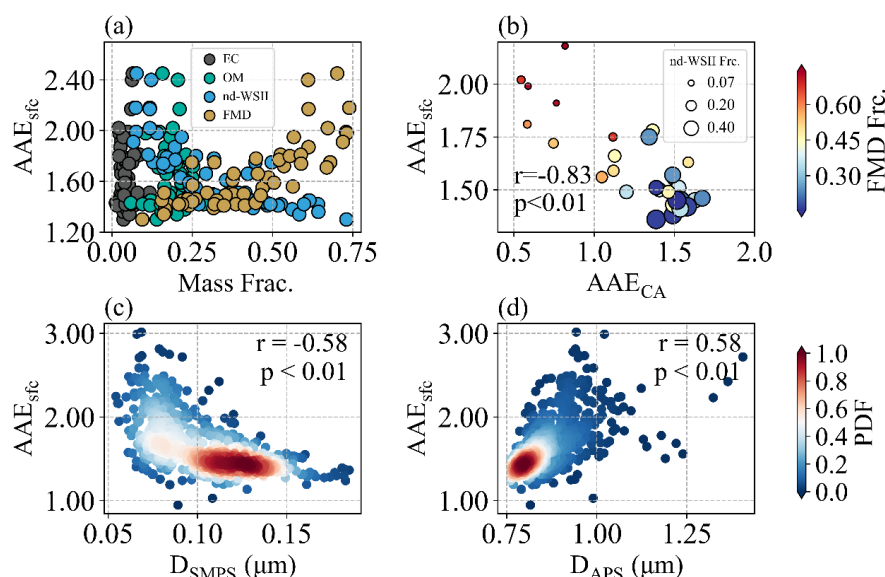 (a)
AAEsfc
2.40
2.00
1.60
1.20
EC
OM
nd-WSII
FMD
0.00 0.25 0.50 0.75
Mass Frac.
(b)
AAEsfc
2.00
1.75
1.50
nd-WSII Frc.
0.07
0.20
0.40
r=-0.83
p<0.01
0.5 1.0 1.5 2.0
AAECA
0.60
0.45
0.30
FMD Frc.
(c)
AAEsfc
3.00
2.00
1.00
r = -0.58
p < 0.01
0.05 0.10 0.15
DSMPS (μm)
(d)
AAEsfc
3.00
2.00
1.00
r = 0.58
p < 0.01
0.75 1.00 1.25
DAPS (μm)
1.0
0.8
0.6
0.4
0.2
0.0
PDF